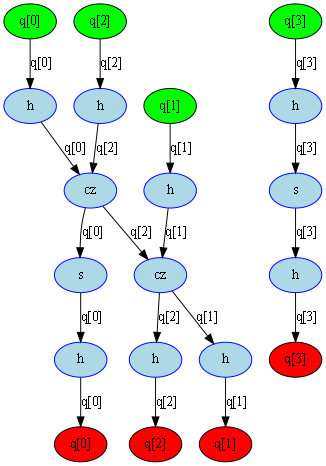 q[0] q[2] q[3]
q[0] q[2] q[3]
h h q[1] h
q[0] q[2] q[1] q[3]
cz h s
q[0] q[2] q[1] q[3]
s cz h
q[0] q[2] q[1] q[3]
h h h q[3]
q[0] q[2] q[1]
q[0] q[2] q[1]